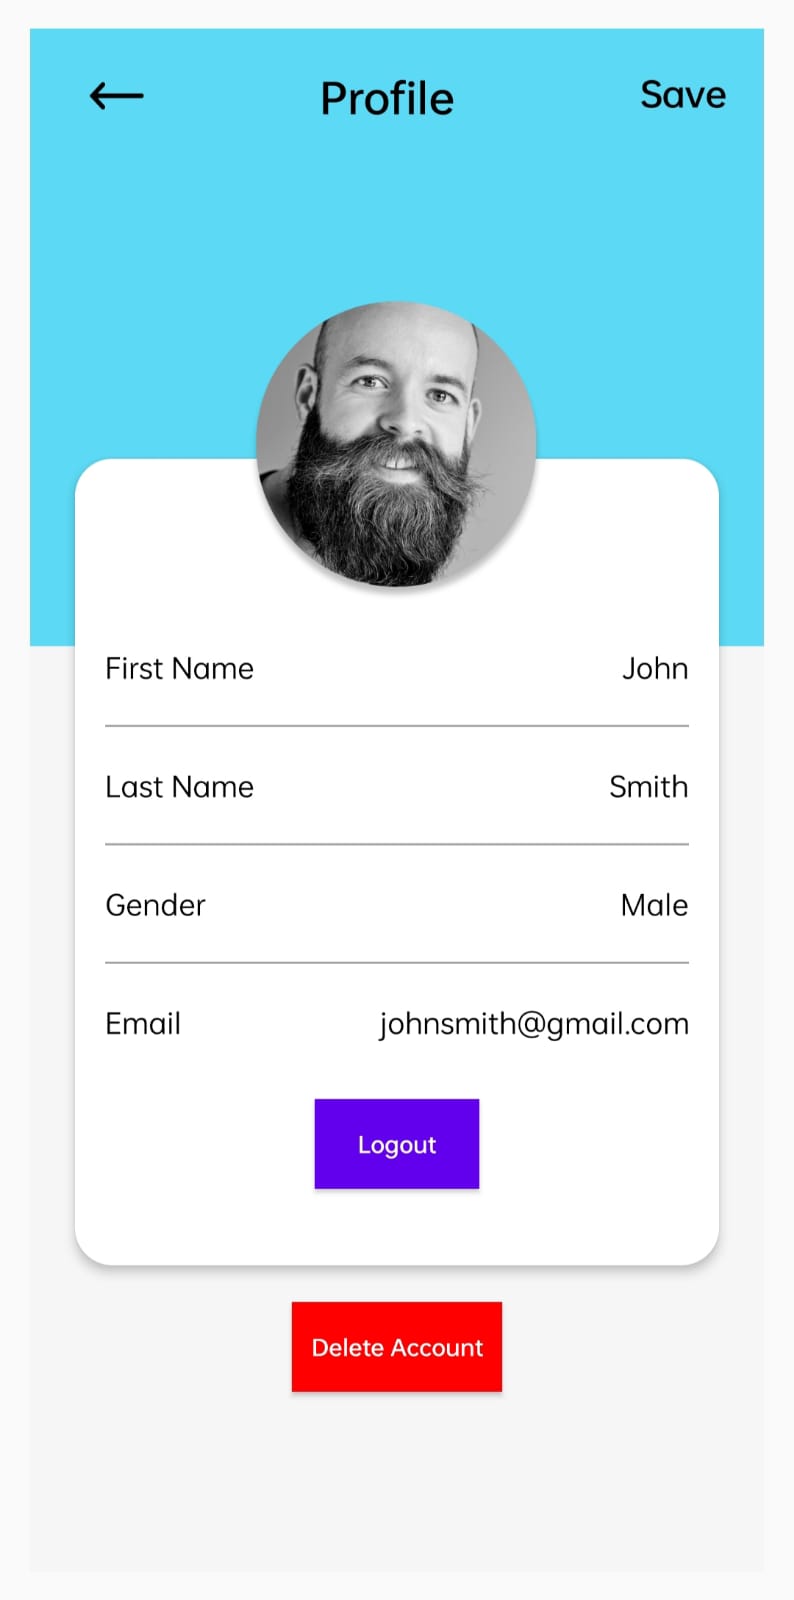 Profile
Save
First Name
John
Last Name
Smith
Gender
Male
Email
johnsmith@gmail.com
Logout
Delete Account